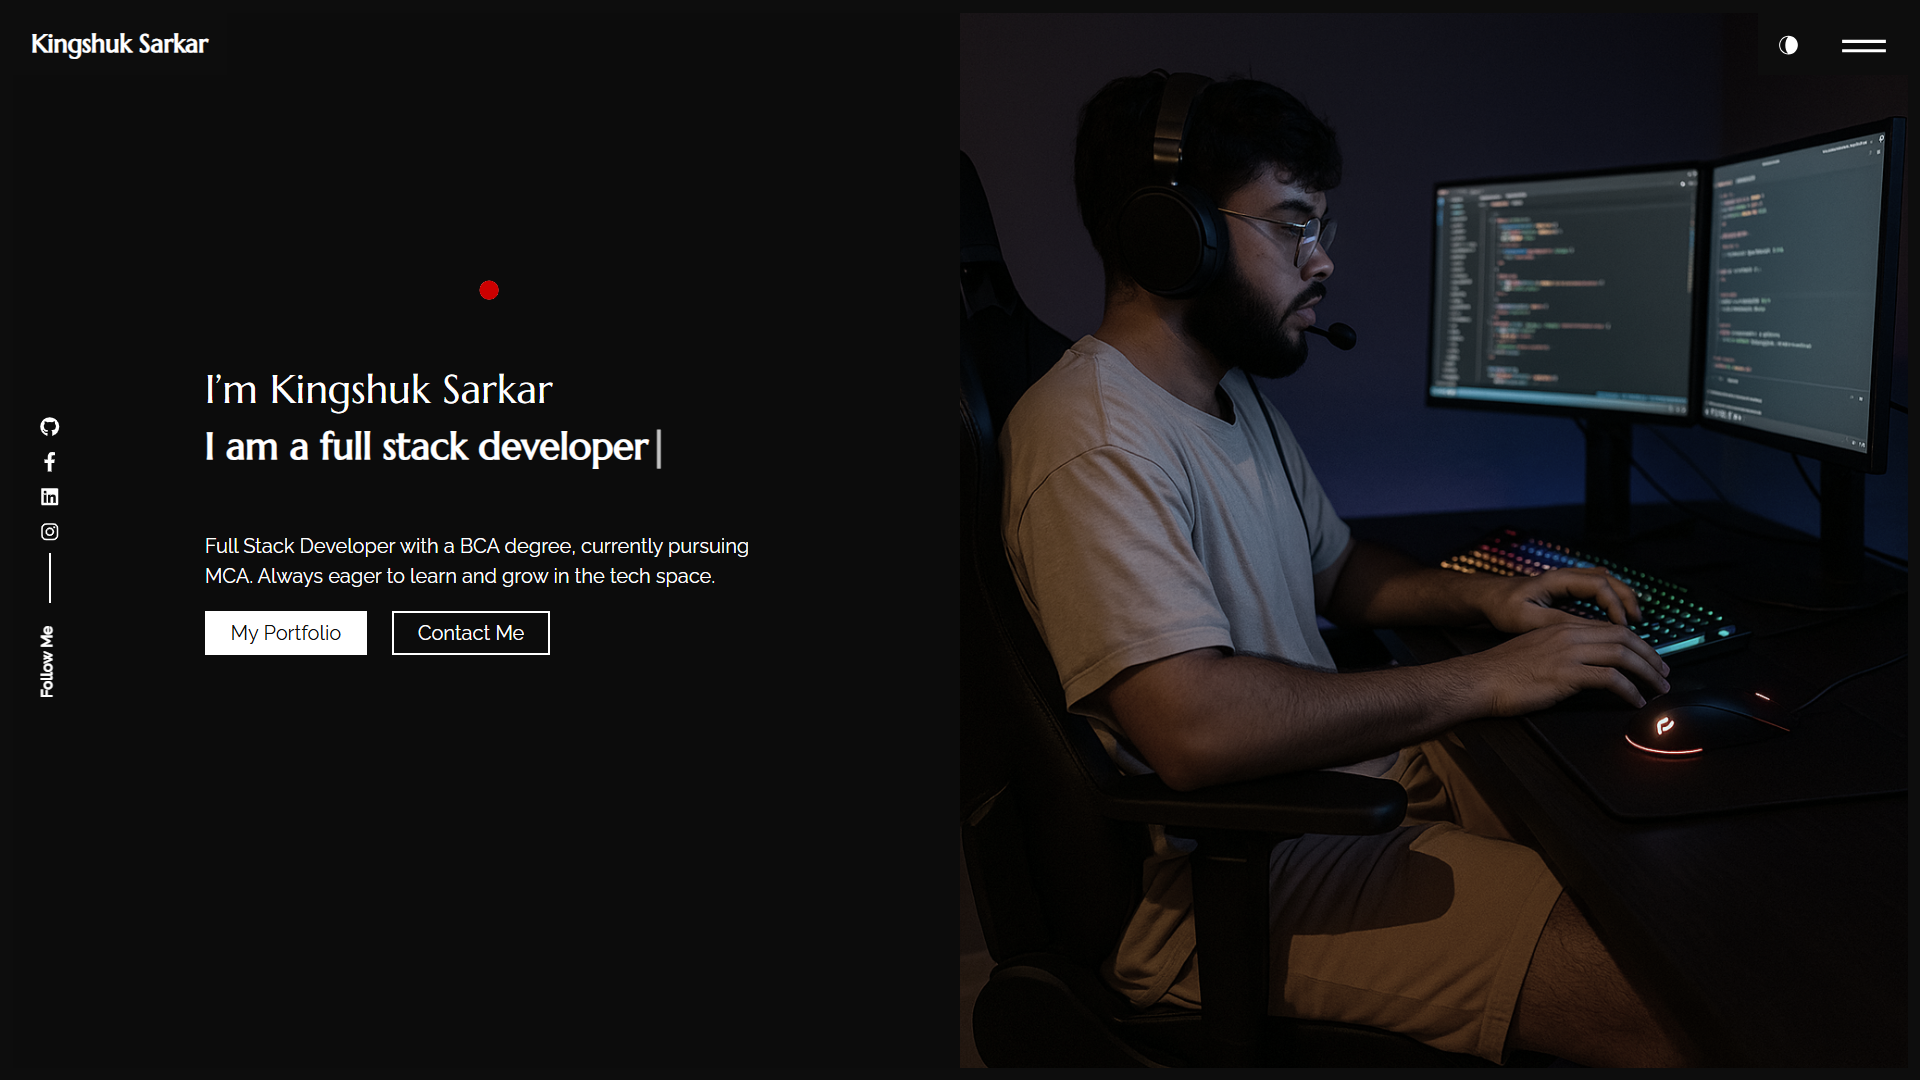 Kingshuk Sarkar
I'm Kingshuk Sarkar
I am a full stack developer
Full Stack Developer with a BCA degree, currently pursuing
MCA. Always eager to learn and grow in the tech space.
My Portfolio
Contact Me
Follow Me